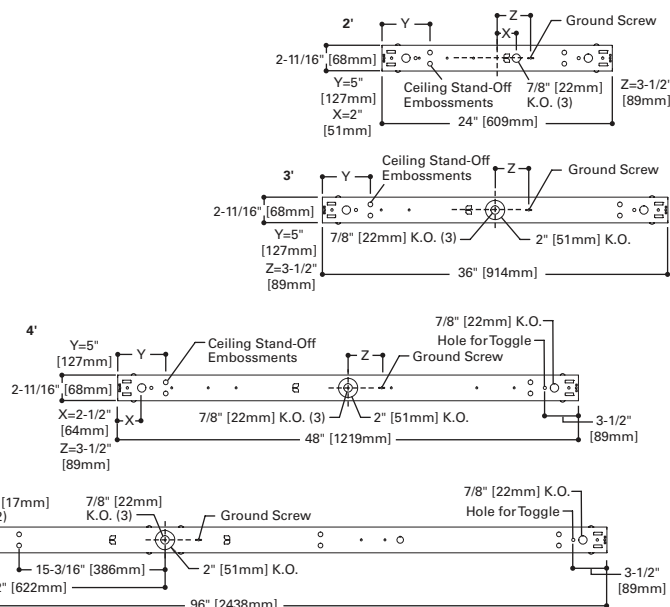 2'
Y
Z
X
Ground Screw
2-11/16" [68mm]
Y=5"
[127mm]
X=2"
[51mm]
Ceiling Stand-Off
Embossments
7/8" [22mm]
K.O. (3)
Z=3-1/2"
[89mm]
24" [609mm]
3'
Y
Ceiling Stand-Off
Embossments
Z
Ground Screw
2-11/16" [68mm]
Y=5"
[127mm]
Z=3-1/2"
[89mm]
7/8" [22mm] K.O. (3)
2" [51mm] K.O.
36" [914mm]
4'
Y=5"
[127mm]
Y
Ceiling Stand-Off
Embossments
Z
Ground Screw
7/8" [22mm] K.O.
Hole for Toggle
2-11/16" [68mm]
X=2-1/2"
[64mm]
Z=3-1/2"
[89mm]
X
7/8" [22mm] K.O. (3)
2" [51mm] K.O.
3-1/2"
[89mm]
48" [1219mm]
[17mm]
2)
7/8" [22mm]
K.O. (3)
Ground Screw
7/8" [22mm] K.O.
Hole for Toggle
15-3/16" [386mm]
2" [51mm] K.O.
2" [622mm]
3-1/2"
[89mm]
96" [2438mm]